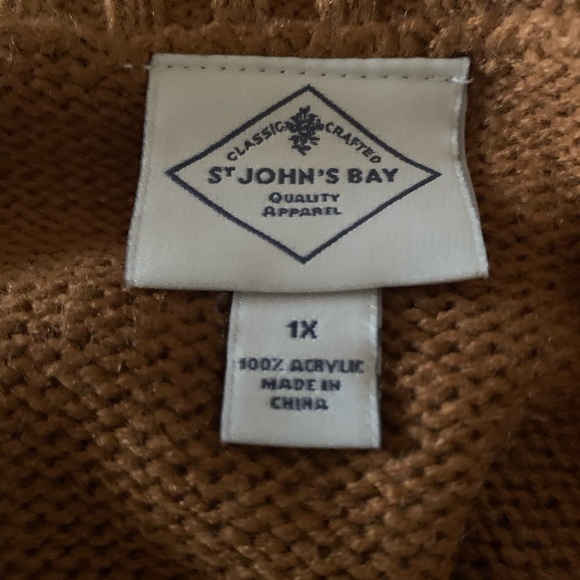 CLASSIC CRAFTED
ST JOHN'S BAY
QUALITY
APPAREL
1X
100% ACRYLIC
MADE IN
CHINA